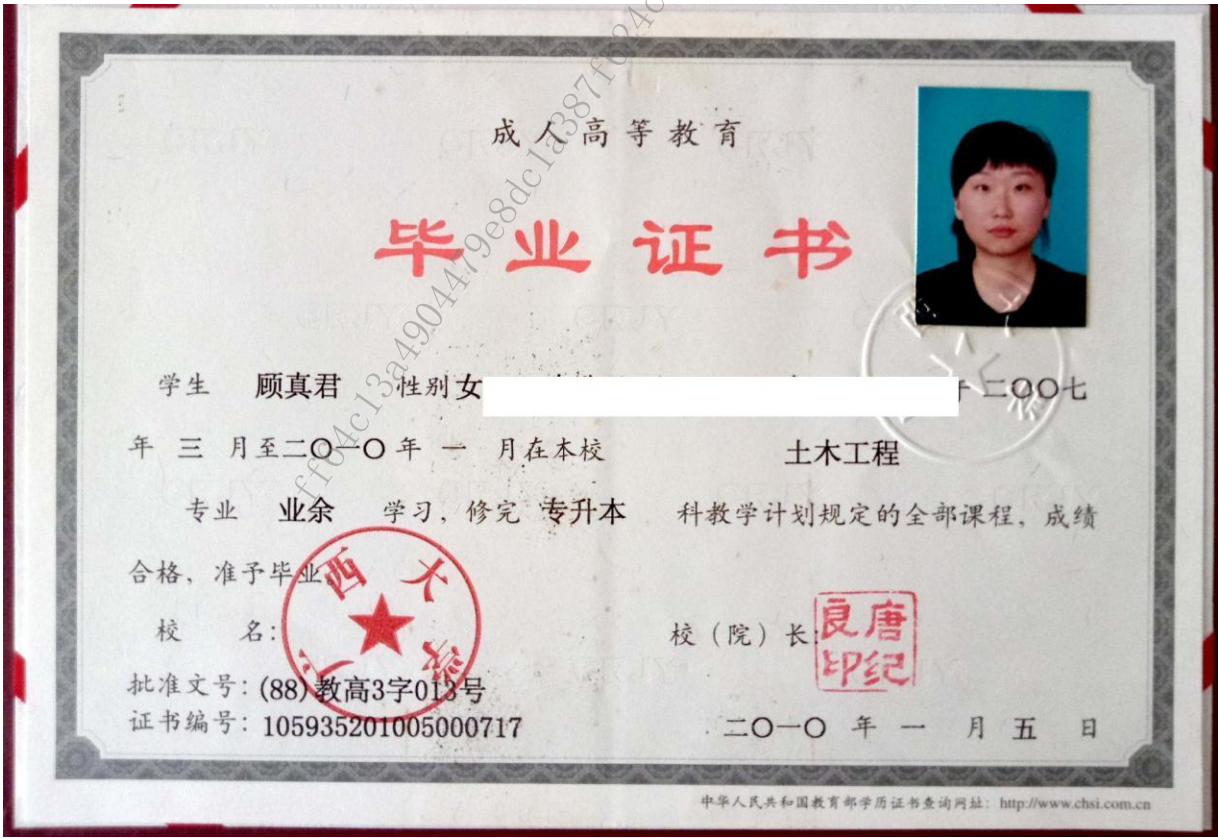 成人高等教育
毕业证书
学生 顾真君 性别 女 二〇〇七
年 三 月至二〇一〇年 一 月在本校 土木工程
专业 业余 学习，修完 专升本 科教学计划规定的全部课程，成绩
合格，准予毕业。
校 名： 校（院）长：
广西大学
唐纪良印
批准文号：(88)教高3字013号
证书编号：105935201005000717 二〇一〇 年 一 月 五 日
中华人民共和国教育部学历证书查询网址：http://www.chsi.com.cn